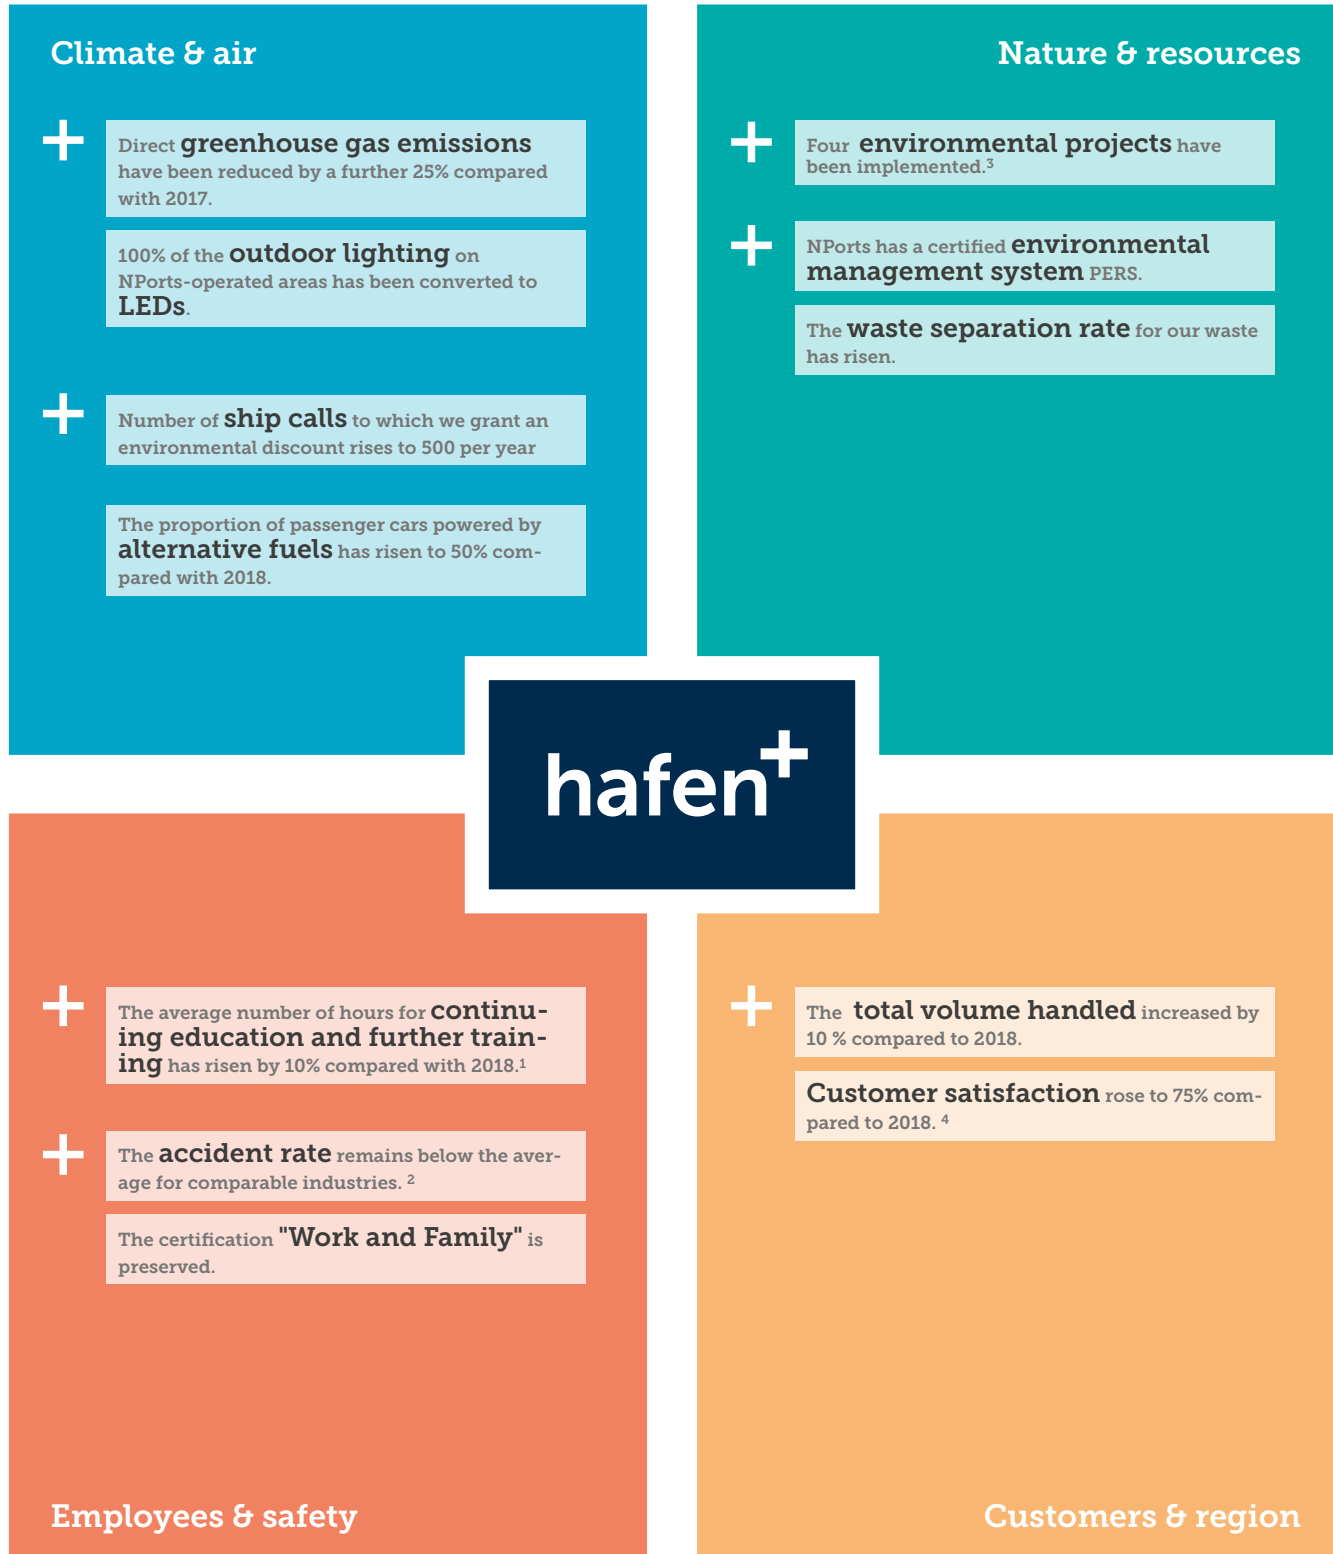 Climate & air
+
Direct greenhouse gas emissions
have been reduced by a further 25% compared
with 2017.
100% of the outdoor lighting on
NPorts-operated areas has been converted to
LEDs.
+
Number of ship calls to which we grant an
environmental discount rises to 500 per year
The proportion of passenger cars powered by
alternative fuels has risen to 50% com-
pared with 2018.
Nature & resources
+
Four environmental projects have
been implemented.³
+
NPorts has a certified environmental
management system PERS.
The waste separation rate for our waste
has risen.
hafen+
+
The average number of hours for continu-
ing education and further train-
ing has risen by 10% compared with 2018.¹
+
The accident rate remains below the aver-
age for comparable industries. ²
The certification "Work and Family" is
preserved.
Employees & safety
+
The total volume handled increased by
10 % compared to 2018.
Customer satisfaction rose to 75% com-
pared to 2018. ⁴
Customers & region